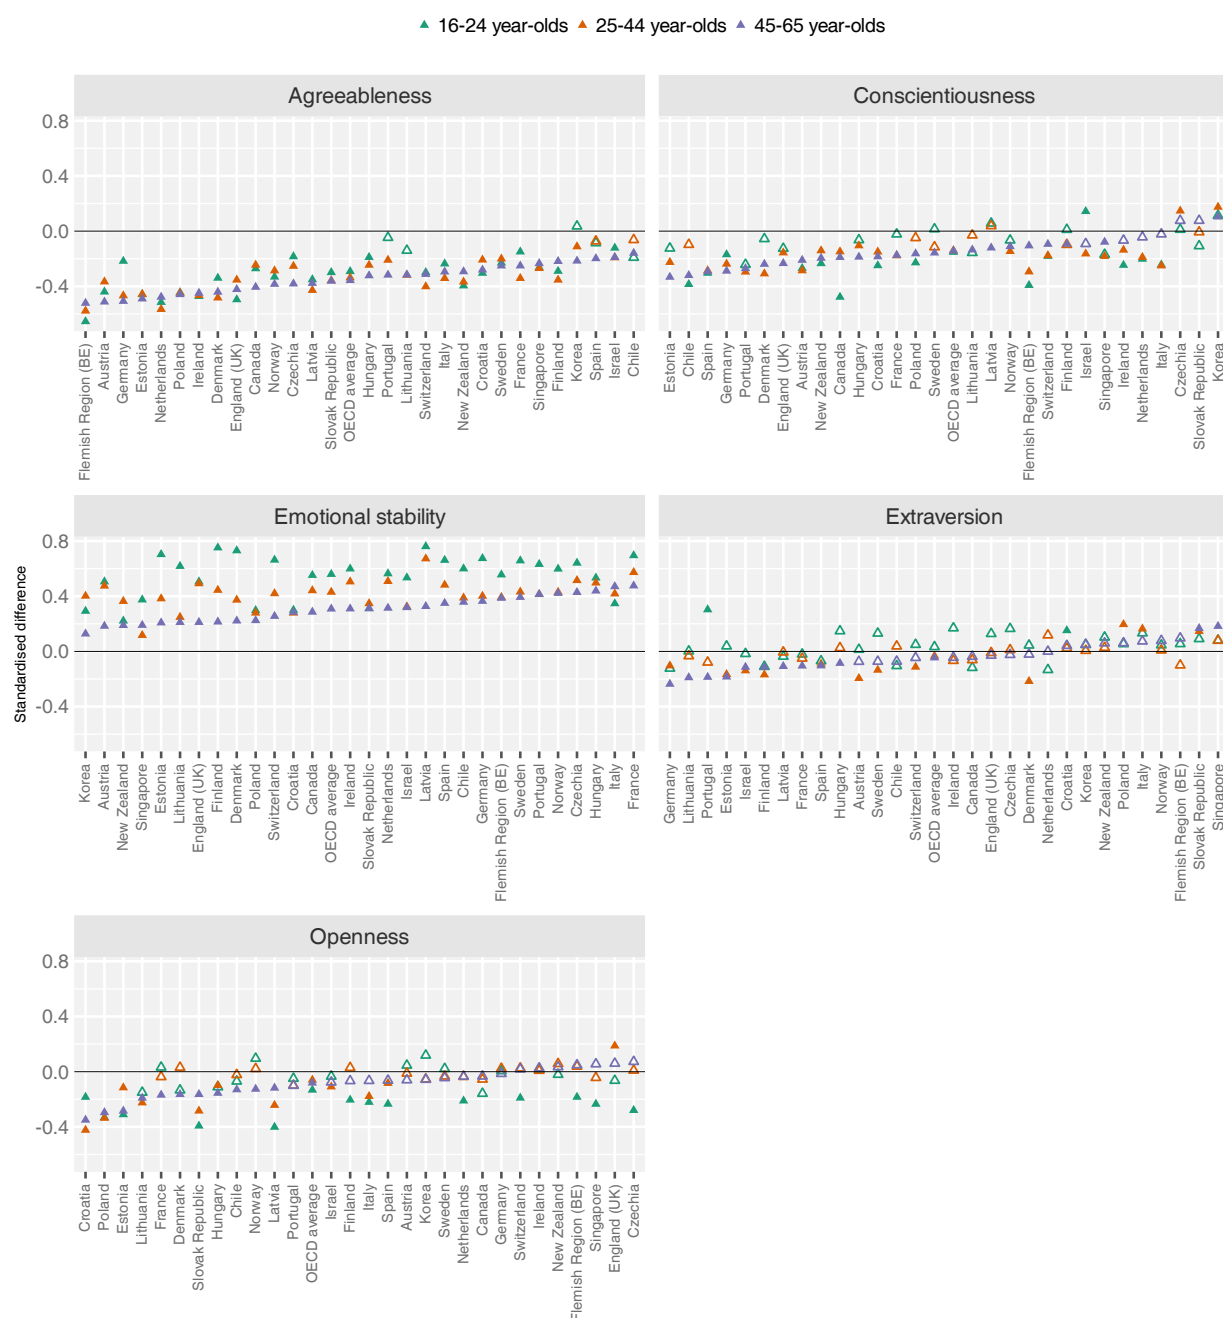 16-24 year-olds 25-44 year-olds 45-65 year-olds
Agreeableness
Conscientiousness
0.8
0.4
0.0
-0.4
Flemish Region (BE)
Austria
Germany
Estonia
Netherlands
Poland
Ireland
Denmark
England (UK)
Canada
Norway
Czechia
Latvia
Slovak Republic
OECD average
Hungary
Portugal
Lithuania
Switzerland
Italy
New Zealand
Croatia
Sweden
France
Singapore
Finland
Korea
Spain
Israel
Chile
Estonia
Chile
Spain
Germany
Portugal
Denmark
England (UK)
Austria
New Zealand
Canada
Hungary
Croatia
France
Poland
Sweden
OECD average
Lithuania
Latvia
Norway
Flemish Region (BE)
Switzerland
Finland
Israel
Singapore
Ireland
Netherlands
Italy
Czechia
Slovak Republic
Korea
Emotional stability
Extraversion
Standardised difference
0.8
0.4
0.0
-0.4
Korea
Austria
New Zealand
Singapore
Estonia
Lithuania
England (UK)
Finland
Denmark
Poland
Switzerland
Croatia
Canada
OECD average
Ireland
Slovak Republic
Netherlands
Israel
Latvia
Spain
Chile
Germany
Flemish Region (BE)
Sweden
Portugal
Norway
Czechia
Hungary
Italy
France
Germany
Lithuania
Portugal
Estonia
Israel
Finland
Latvia
France
Spain
Hungary
Austria
Sweden
Chile
Switzerland
OECD average
Ireland
Canada
England (UK)
Czechia
Denmark
Netherlands
Croatia
Korea
New Zealand
Poland
Italy
Norway
Flemish Region (BE)
Slovak Republic
Singapore
Openness
0.8
0.4
0.0
-0.4
Croatia
Poland
Estonia
Lithuania
France
Denmark
Slovak Republic
Hungary
Chile
Norway
Latvia
Portugal
OECD average
Israel
Finland
Italy
Spain
Austria
Korea
Sweden
Netherlands
Canada
Germany
Switzerland
Ireland
New Zealand
Flemish Region (BE)
Singapore
England (UK)
Czechia